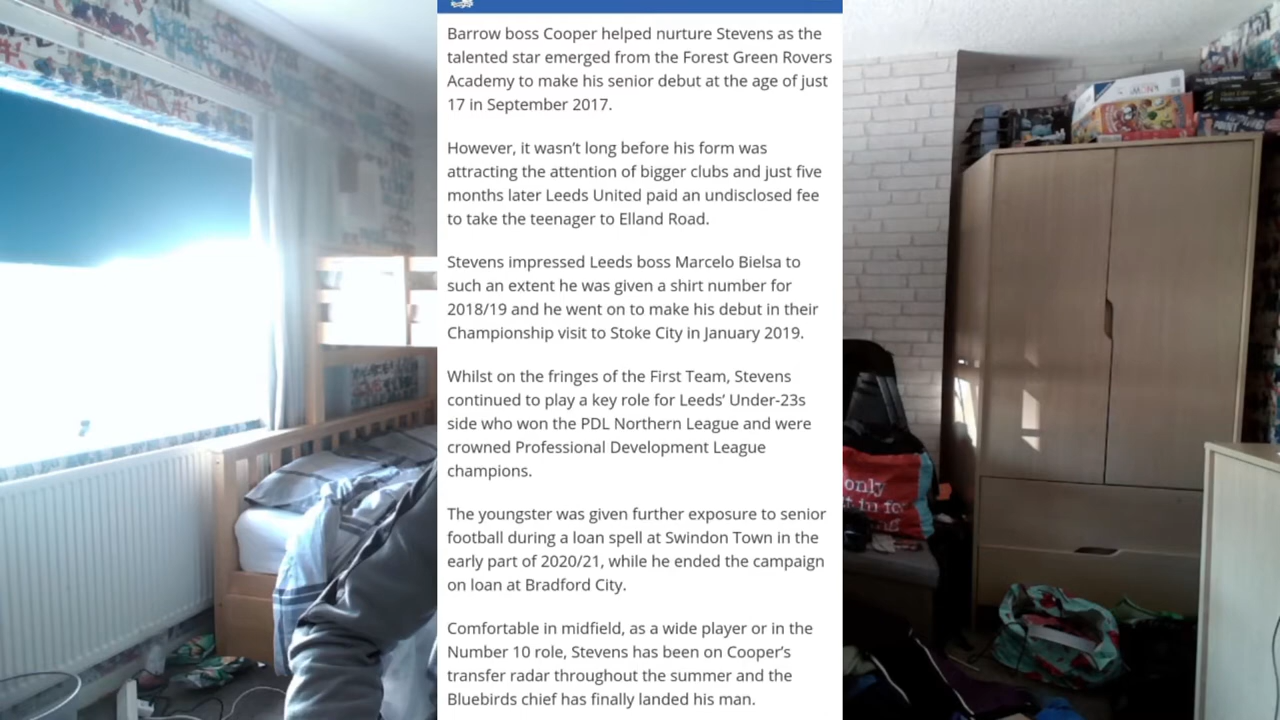 Barrow boss Cooper helped nurture Stevens as the
talented star emerged from the Forest Green Rovers
Academy to make his senior debut at the age of just
17 in September 2017.
However, it wasn’t long before his form was
attracting the attention of bigger clubs and just five
months later Leeds United paid an undisclosed fee
to take the teenager to Elland Road.
Stevens impressed Leeds boss Marcelo Bielsa to
such an extent he was given a shirt number for
2018/19 and he went on to make his debut in their
Championship visit to Stoke City in January 2019.
Whilst on the fringes of the First Team, Stevens
continued to play a key role for Leeds’ Under-23s
side who won the PDL Northern League and were
crowned Professional Development League
champions.
The youngster was given further exposure to senior
football during a loan spell at Swindon Town in the
early part of 2020/21, while he ended the campaign
on loan at Bradford City.
Comfortable in midfield, as a wide player or in the
Number 10 role, Stevens has been on Cooper’s
transfer radar throughout the summer and the
Bluebirds chief has finally landed his man.
only